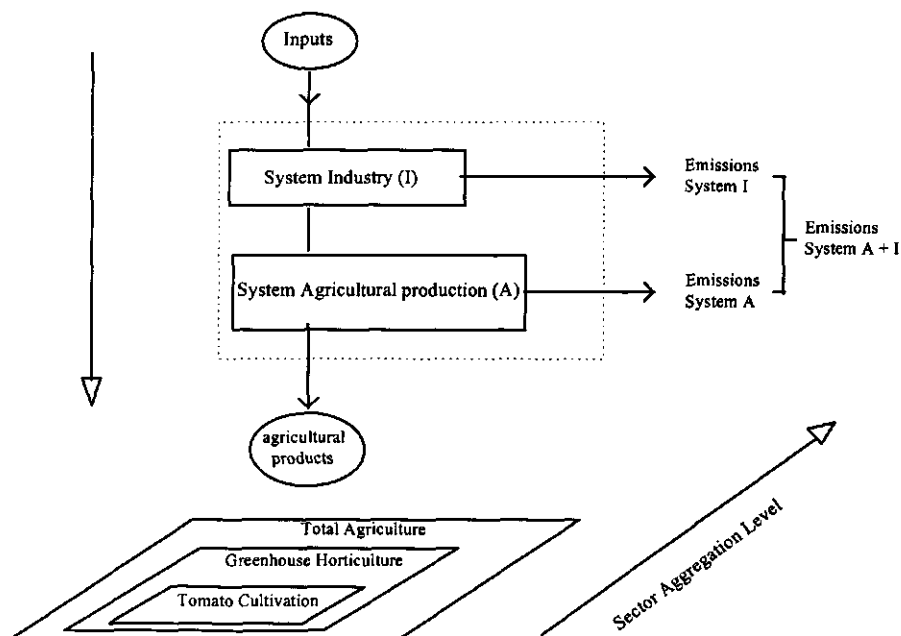 Inputs
System Industry (I)
Emissions
System I
Emissions
System A + I
System Agricultural production (A)
Emissions
System A
agricultural
products
Total Agriculture
Greenhouse Horticulture
Tomato Cultivation
Sector Aggregation Level